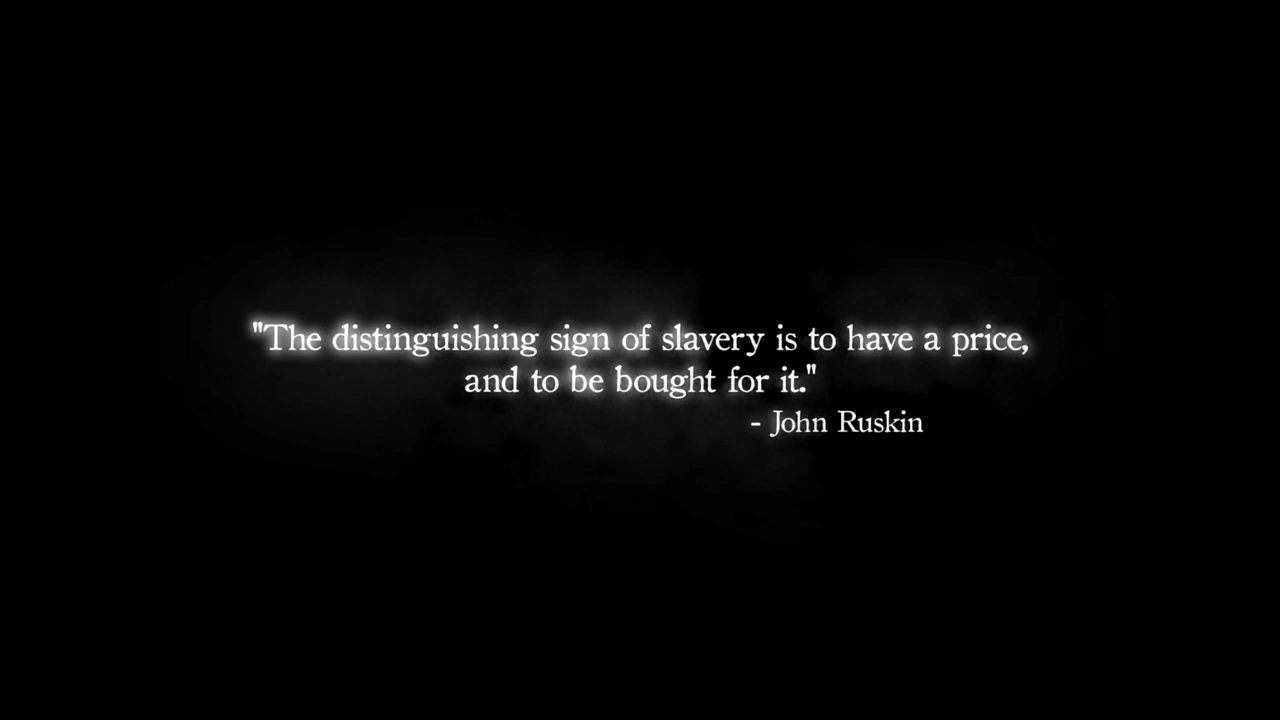 "The distinguishing sign of slavery is to have a price,
and to be bought for it."
- John Ruskin